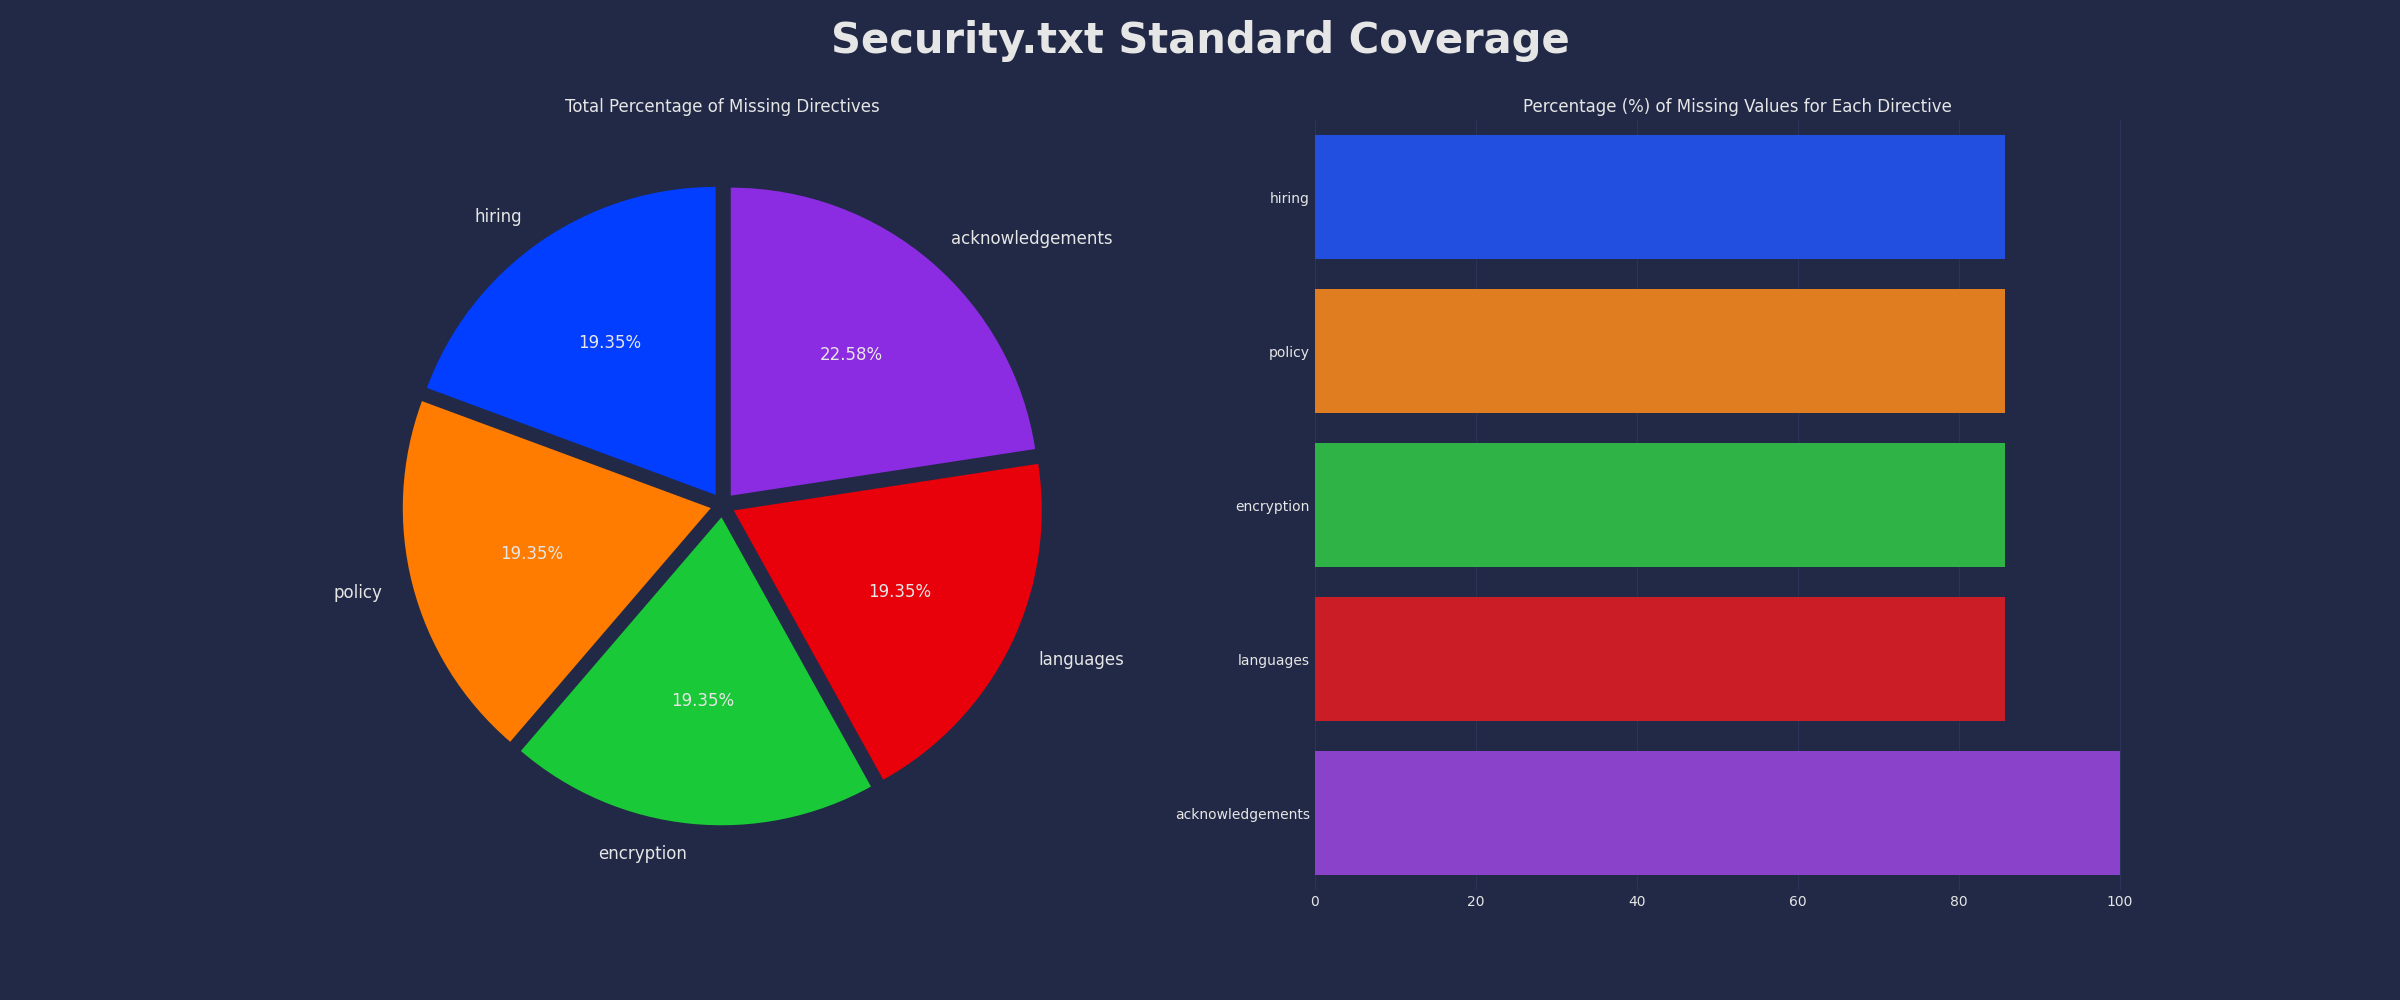 Security.txt Standard Coverage
Total Percentage of Missing Directives
hiring
acknowledgements
19.35%
22.58%
19.35%
19.35%
policy
languages
19.35%
encryption
Percentage (%) of Missing Values for Each Directive
hiring
policy
encryption
languages
acknowledgements
0 20 40 60 80 100